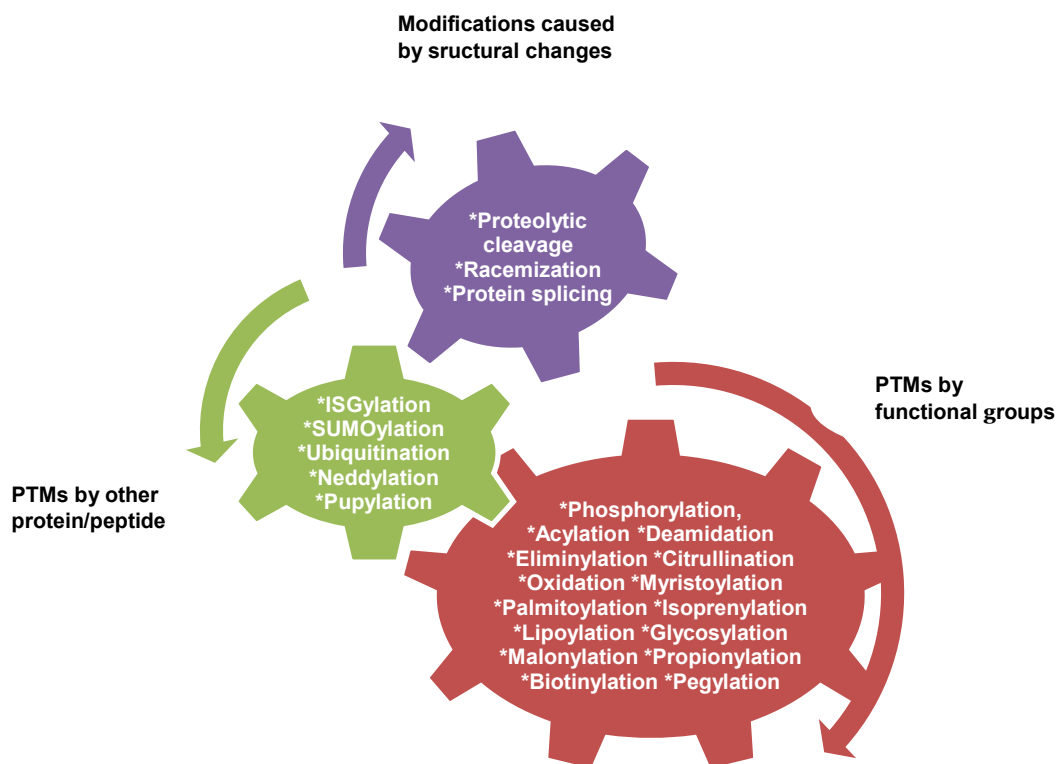 Modifications caused
by sructural changes
*Proteolytic
cleavage
*Racemization
*Protein splicing
PTMs by
functional groups
*ISGylation
*SUMOylation
*Ubiquitination
*Neddylation
*Pupylation
PTMs by other
protein/peptide
*Phosphorylation,
*Acylation *Deamidation
*Eliminylation *Citrullination
*Oxidation *Myristoylation
*Palmitoylation *Isoprenylation
*Lipoylation *Glycosylation
*Malonylation *Propionylation
*Biotinylation *Pegylation